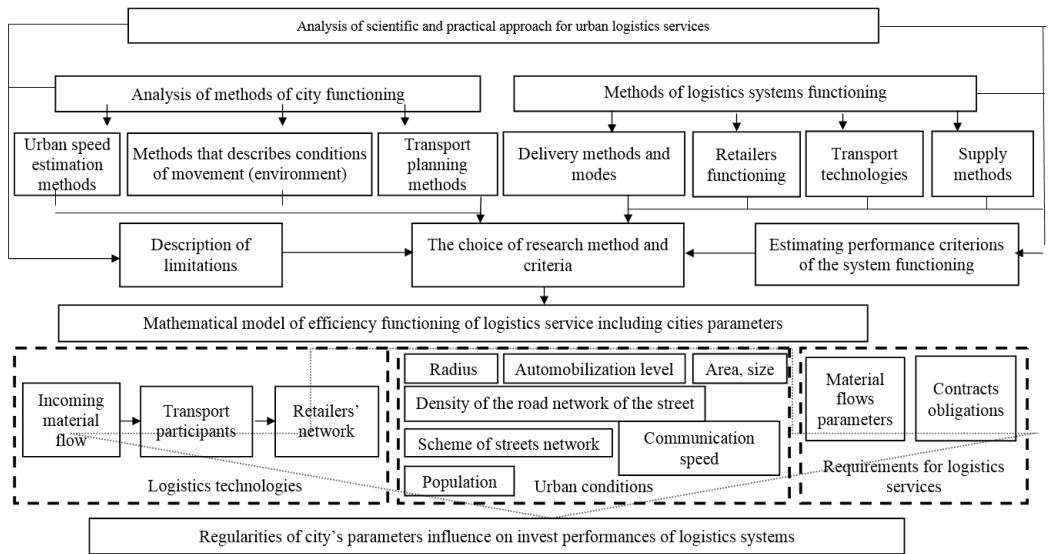 Analysis of scientific and practical approach for urban logistics services
Analysis of methods of city functioning
Methods of logistics systems functioning
Urban speed
estimation
methods
Methods that describes conditions
of movement (environment)
Transport
planning
methods
Delivery methods and
modes
Retailers
functioning
Transport
technologies
Supply
methods
Description of
limitations
The choice of research method and
criteria
Estimating performance criterions
of the system functioning
Mathematical model of efficiency functioning of logistics service including cities parameters
Incoming
material
flow
Transport
participants
Retailers’
network
Logistics technologies
Radius
Automobilization level
Area, size
Density of the road network of the street
Scheme of streets network
Communication
speed
Population
Urban conditions
Material
flows
parameters
Contracts
obligations
Requirements for logistics
services
Regularities of city’s parameters influence on invest performances of logistics systems